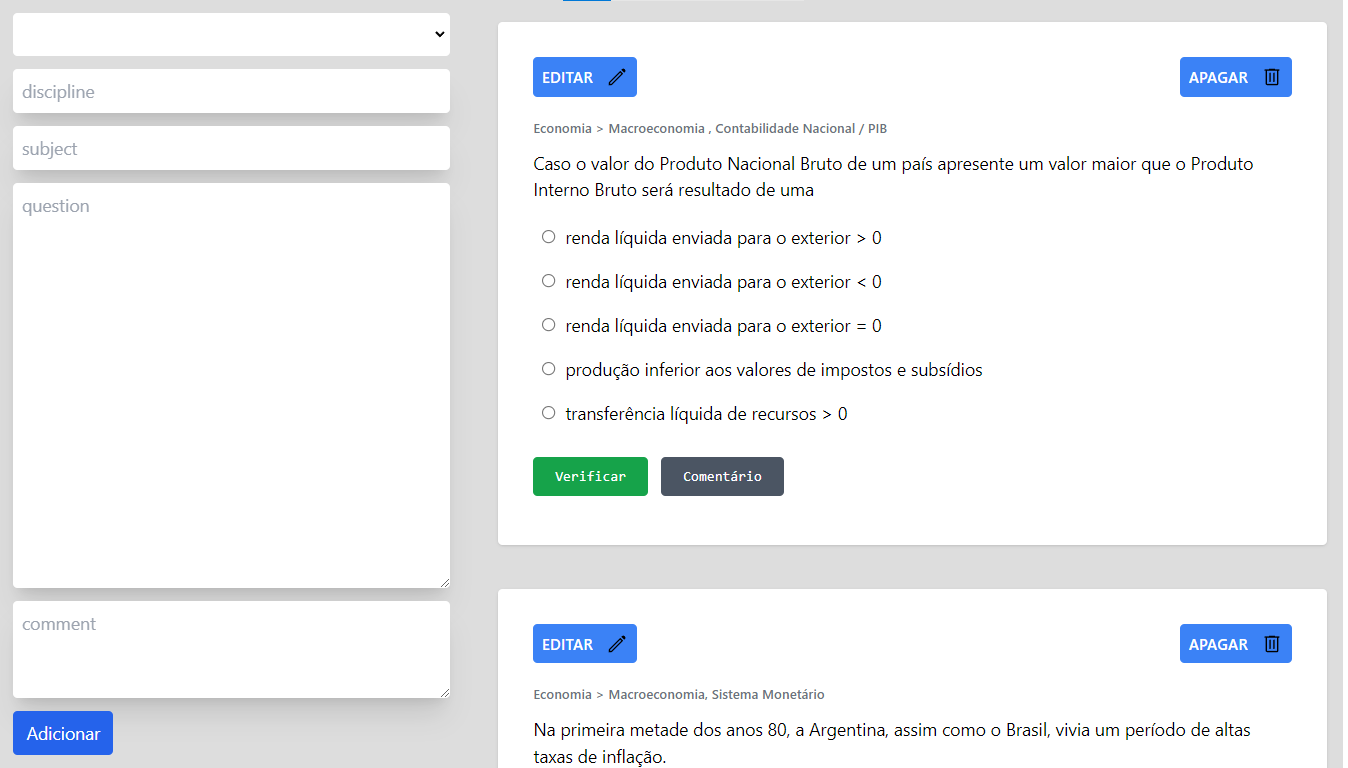 discipline
subject
question
comment
Adicionar
EDITAR
APAGAR
Economia > Macroeconomia , Contabilidade Nacional / PIB
Caso o valor do Produto Nacional Bruto de um país apresente um valor maior que o Produto
Interno Bruto será resultado de uma
renda líquida enviada para o exterior > 0
renda líquida enviada para o exterior < 0
renda líquida enviada para o exterior = 0
produção inferior aos valores de impostos e subsídios
transferência líquida de recursos > 0
Verificar
Comentário
EDITAR
APAGAR
Economia > Macroeconomia, Sistema Monetário
Na primeira metade dos anos 80, a Argentina, assim como o Brasil, vivia um período de altas
taxas de inflação.